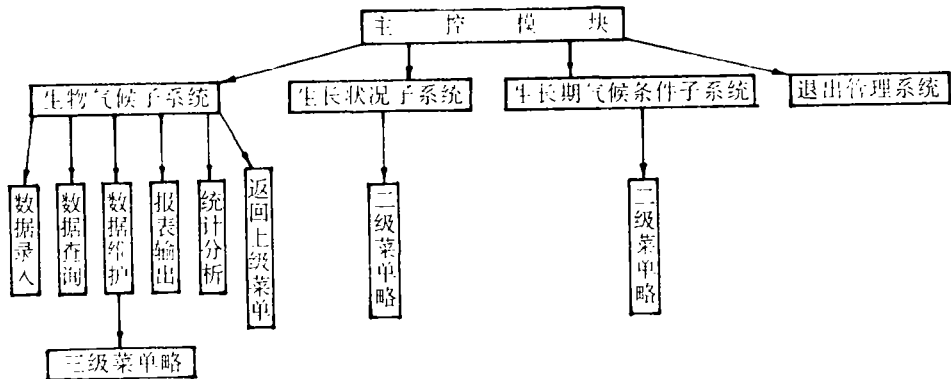 主控模块
生物气候子系统
生长状况子系统
生长期气候条件子系统
退出管理系统
数据录入
数据查询
数据维护
报表输出
统计分析
返回上级菜单
二级菜单略
二级菜单略
三级菜单略